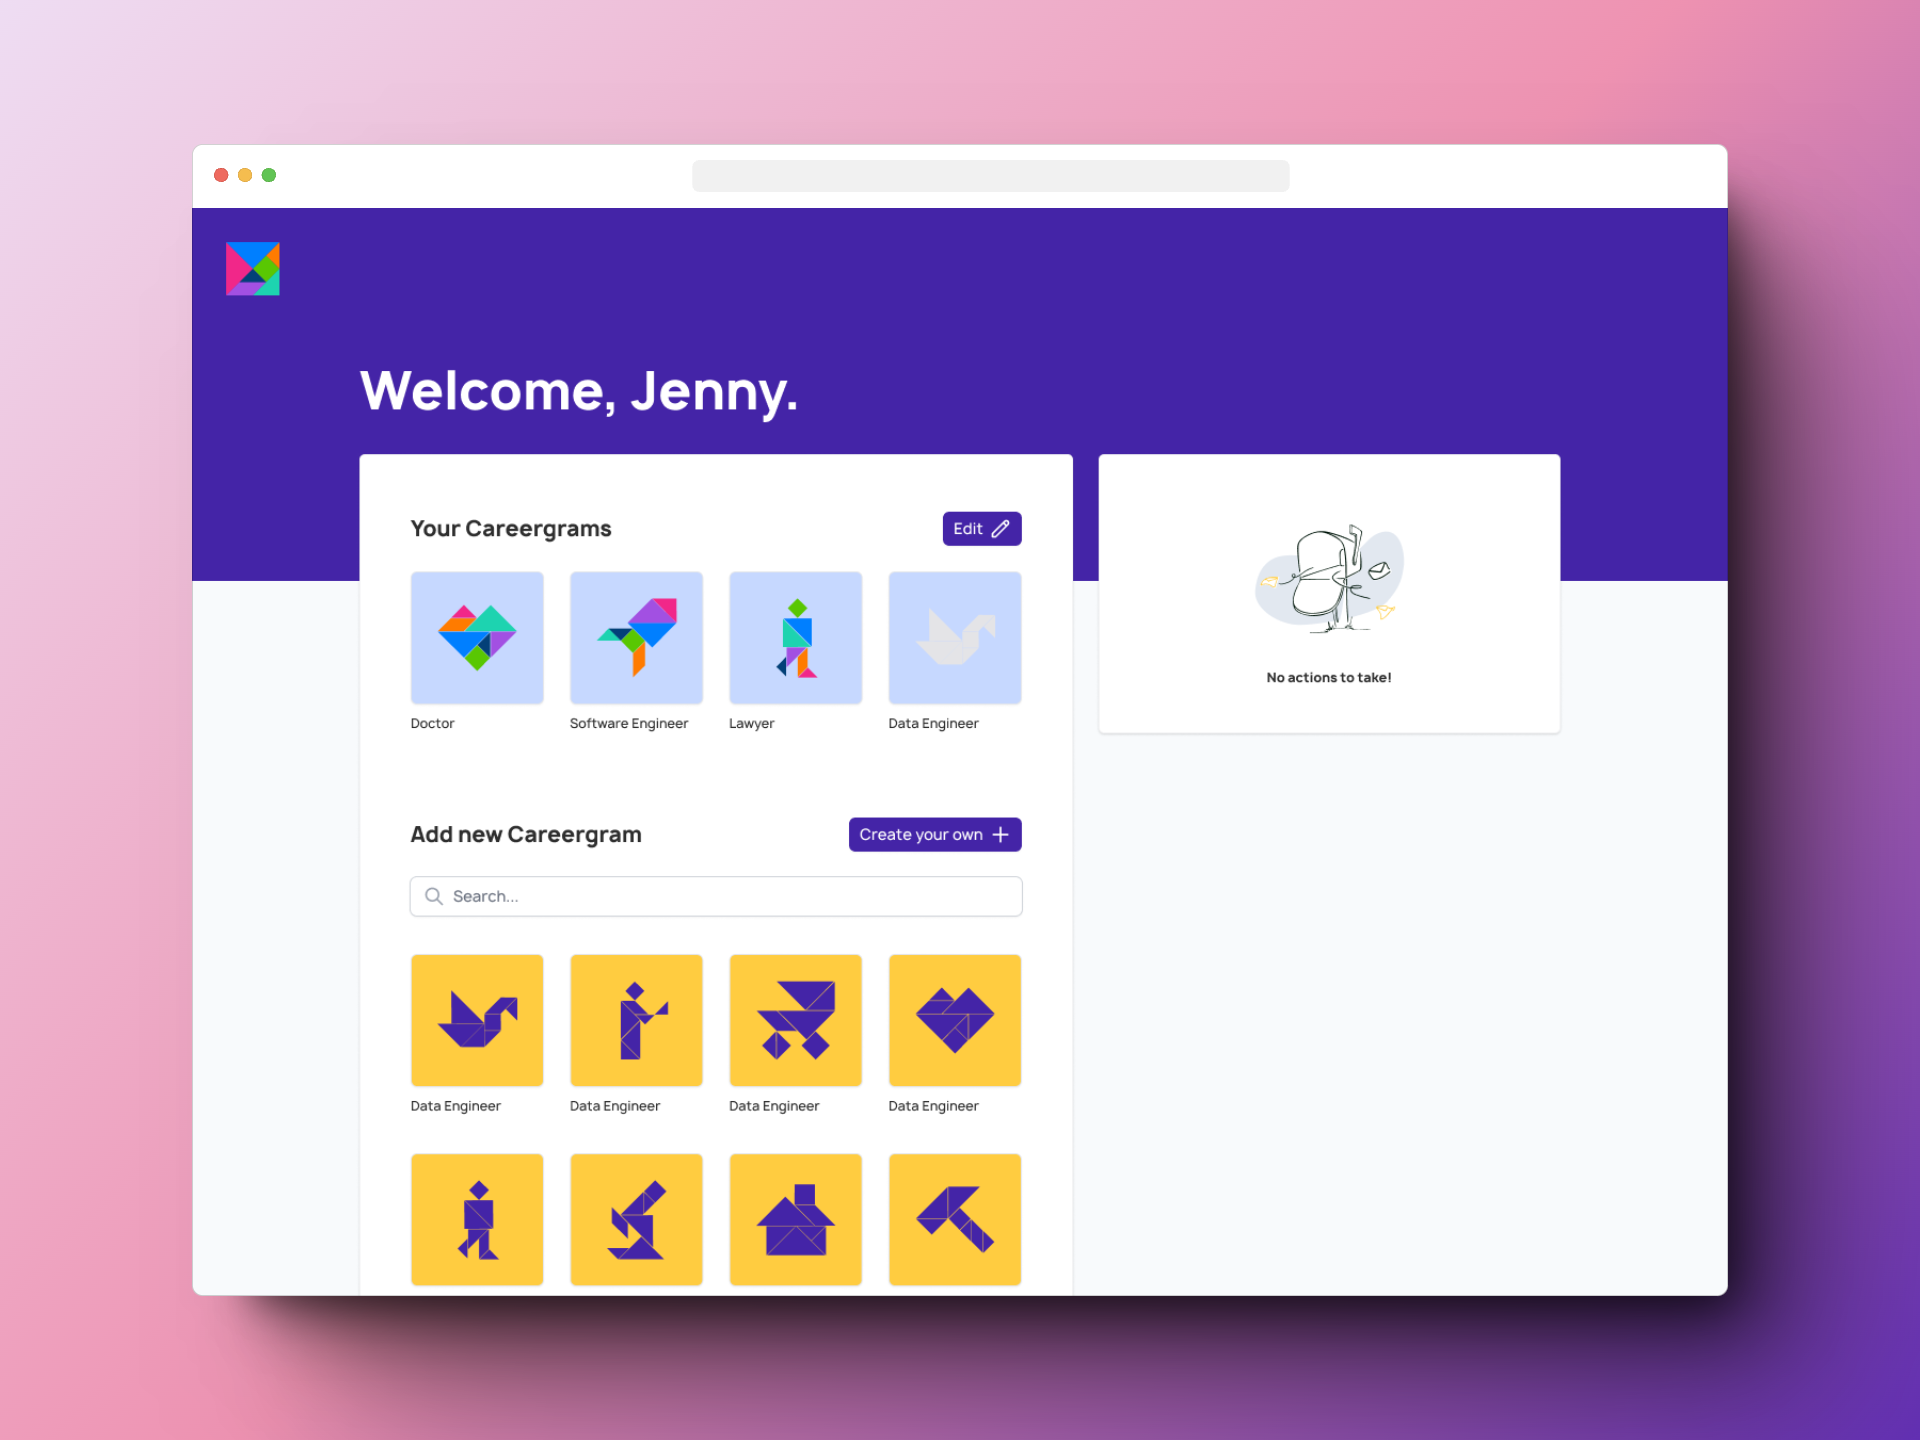 Welcome, Jenny.
Your Careergrams
Edit
Doctor
Software Engineer
Lawyer
Data Engineer
No actions to take!
Add new Careergram
Create your own
Search...
Data Engineer
Data Engineer
Data Engineer
Data Engineer